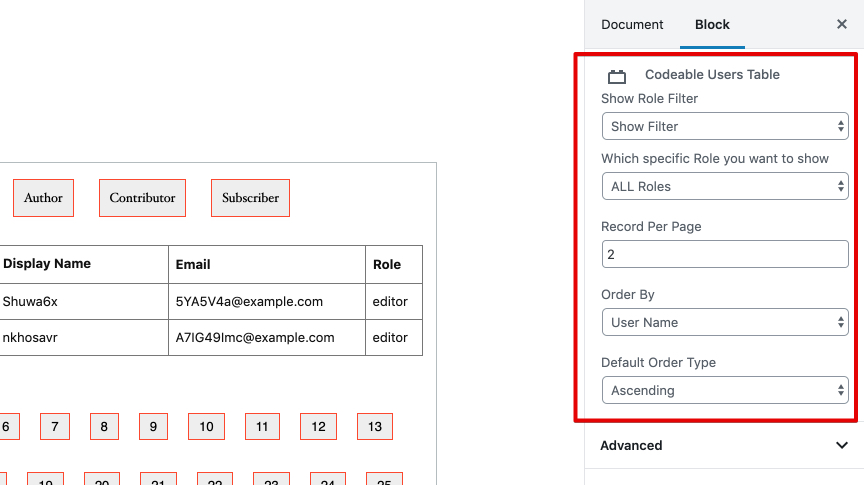 Document Block ×
Codeable Users Table
Show Role Filter
Show Filter
Which specific Role you want to show
ALL Roles
Record Per Page
2
Order By
User Name
Default Order Type
Ascending
Advanced
Author Contributor Subscriber
Display Name Email Role
Shuwa6x 5YA5V4a@example.com editor
nkhosavr A7lG49lmc@example.com editor
6 7 8 9 10 11 12 13
19 20 21 22 23 24 25